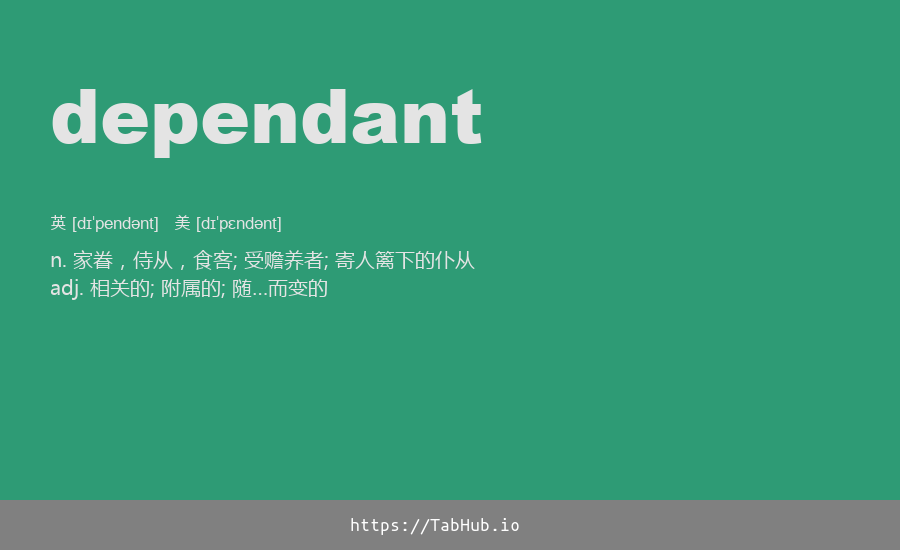 dependant
英 [dɪˈpendənt] 美 [dɪˈpɛndənt]
n. 家眷，侍从，食客; 受赡养者; 寄人篱下的仆从
adj. 相关的; 附属的; 随…而变的
https://TabHub.io